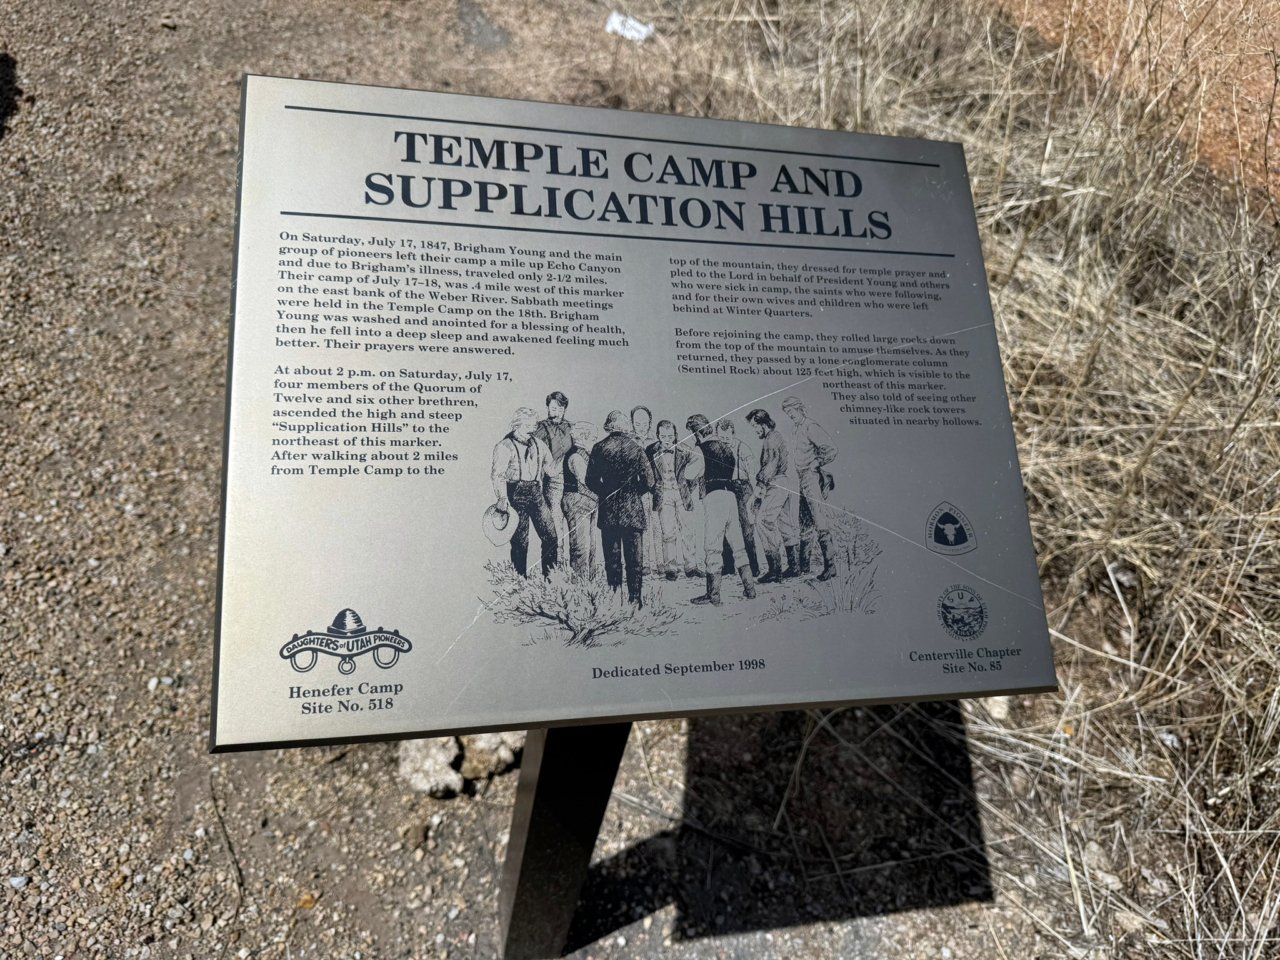 TEMPLE CAMP AND
SUPPLICATION HILLS
On Saturday, July 17, 1847, Brigham Young and the main
group of pioneers left their camp a mile up Echo Canyon
and due to Brigham's illness, traveled only 2-1/2 miles.
Their camp of July 17–18, was .4 mile west of this marker
on the east bank of the Weber River. Sabbath meetings
were held in the Temple Camp on the 18th. Brigham
Young was washed and anointed for a blessing of health,
then he fell into a deep sleep and awakened feeling much
better. Their prayers were answered.
At about 2 p.m. on Saturday, July 17,
four members of the Quorum of
Twelve and six other brethren,
ascended the high and steep
“Supplication Hills” to the
northeast of this marker.
After walking about 2 miles
from Temple Camp to the
top of the mountain, they dressed for temple prayer and
pled to the Lord in behalf of President Young and others
who were sick in camp, the saints who were following,
and for their own wives and children who were left
behind at Winter Quarters.
Before rejoining the camp, they rolled large rocks down
from the top of the mountain to amuse themselves. As they
returned, they passed by a lone conglomerate column
(Sentinel Rock) about 125 feet high, which is visible to the
northeast of this marker.
They also told of seeing other
chimney-like rock towers
situated in nearby hollows.
DAUGHTERS of UTAH PIONEERS
Henefer Camp
Site No. 518
Dedicated September 1998
MORMON PIONEER
SUP
1847
Centerville Chapter
Site No. 85